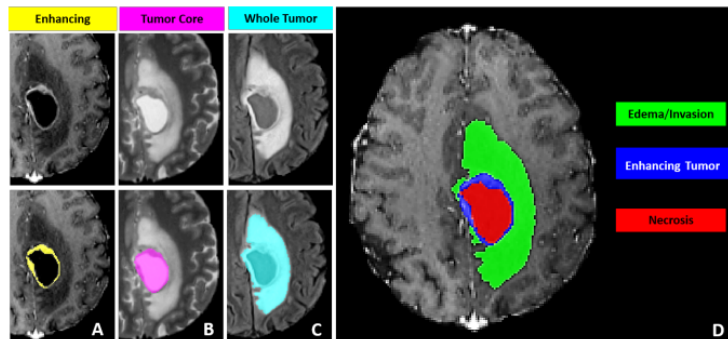 Enhancing
Tumor Core
Whole Tumor
Edema/Invasion
Enhancing Tumor
Necrosis
A
B
C
D